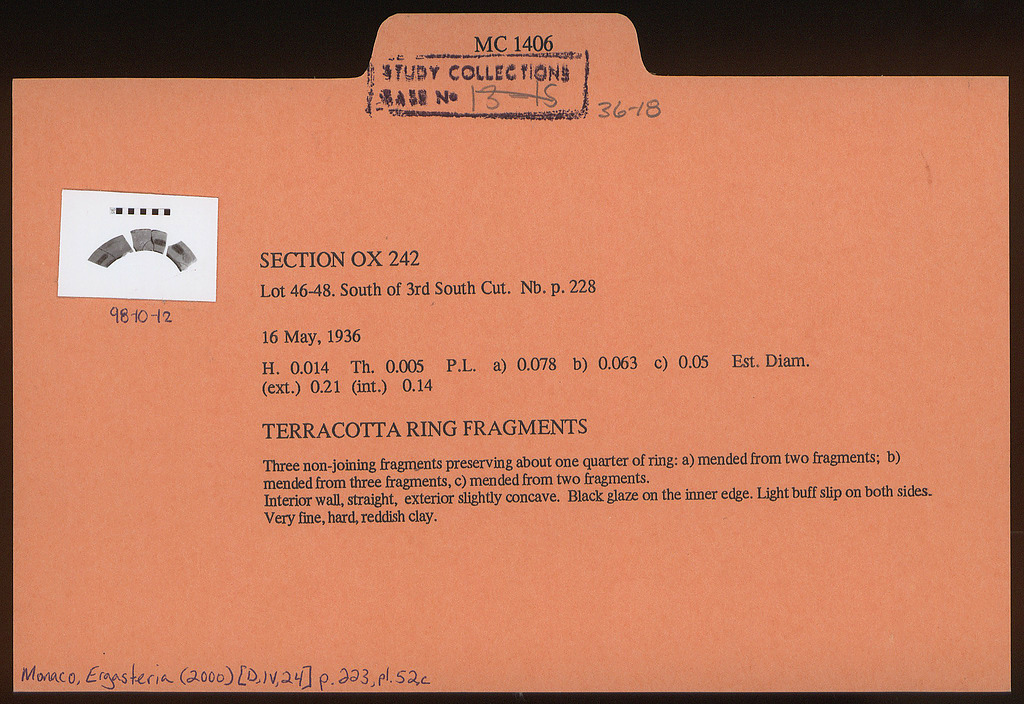 MC 1406
STUDY COLLECTIONS
CASE No 13-15
36-18
98-10-12
SECTION OX 242
Lot 46-48. South of 3rd South Cut. Nb. p. 228
16 May, 1936
H. 0.014 Th. 0.005 P.L. a) 0.078 b) 0.063 c) 0.05 Est. Diam.
(ext.) 0.21 (int.) 0.14
TERRACOTTA RING FRAGMENTS
Three non-joining fragments preserving about one quarter of ring: a) mended from two fragments; b)
mended from three fragments, c) mended from two fragments.
Interior wall, straight, exterior slightly concave. Black glaze on the inner edge. Light buff slip on both sides.
Very fine, hard, reddish clay.
Monaco, Ergasteria (2000) [D.IV,24] p. 223, pl. 52,c